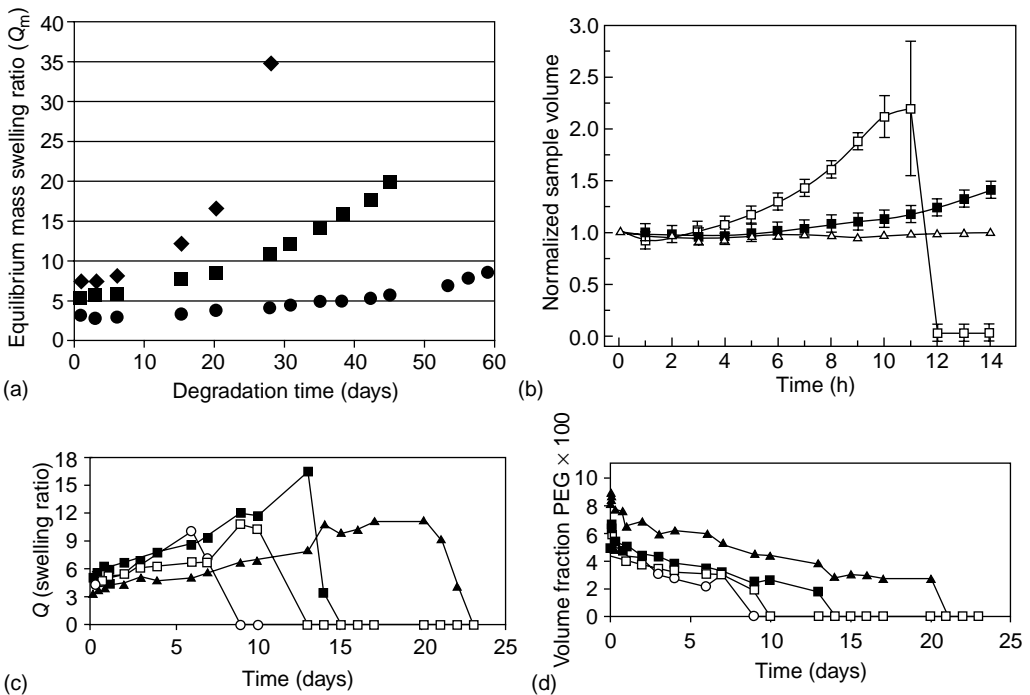 Equilibrium mass swelling ratio (Qm)
40
35
30
25
20
15
10
5
0
0 10 20 30 40 50 60
Degradation time (days)
(a)
Normalized sample volume
3.0
2.5
2.0
1.5
1.0
0.5
0.0
0 2 4 6 8 10 12 14
Time (h)
(b)
Q (swelling ratio)
18
15
12
9
6
3
0
0 5 10 15 20 25
Time (days)
(c)
Volume fraction PEG × 100
10
8
6
4
2
0
0 5 10 15 20 25
Time (days)
(d)